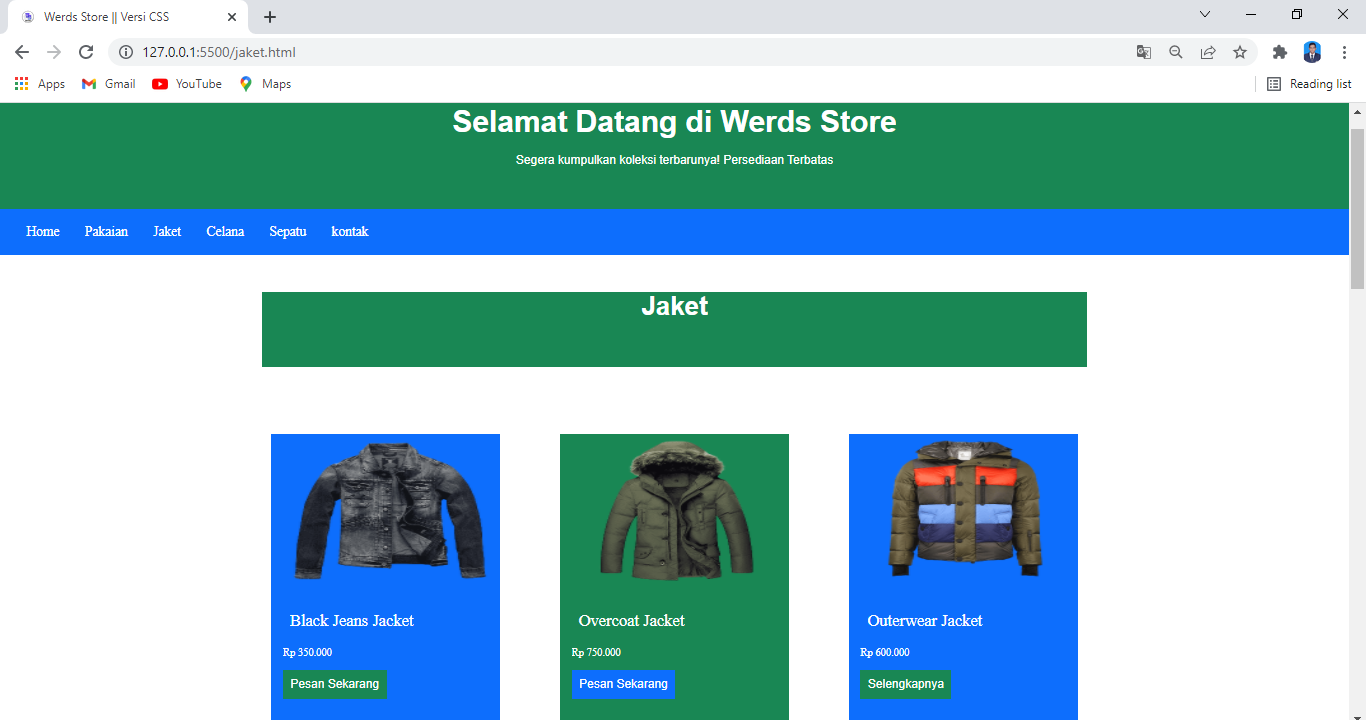 Werds Store || Versi CSS
127.0.0.1:5500/jaket.html
Apps Gmail YouTube Maps Reading list
Selamat Datang di Werds Store
Segera kumpulkan koleksi terbarunya! Persediaan Terbatas
Home Pakaian Jaket Celana Sepatu kontak
Jaket
Black Jeans Jacket
Rp 350.000
Pesan Sekarang
Overcoat Jacket
Rp 750.000
Pesan Sekarang
Outerwear Jacket
Rp 600.000
Selengkapnya